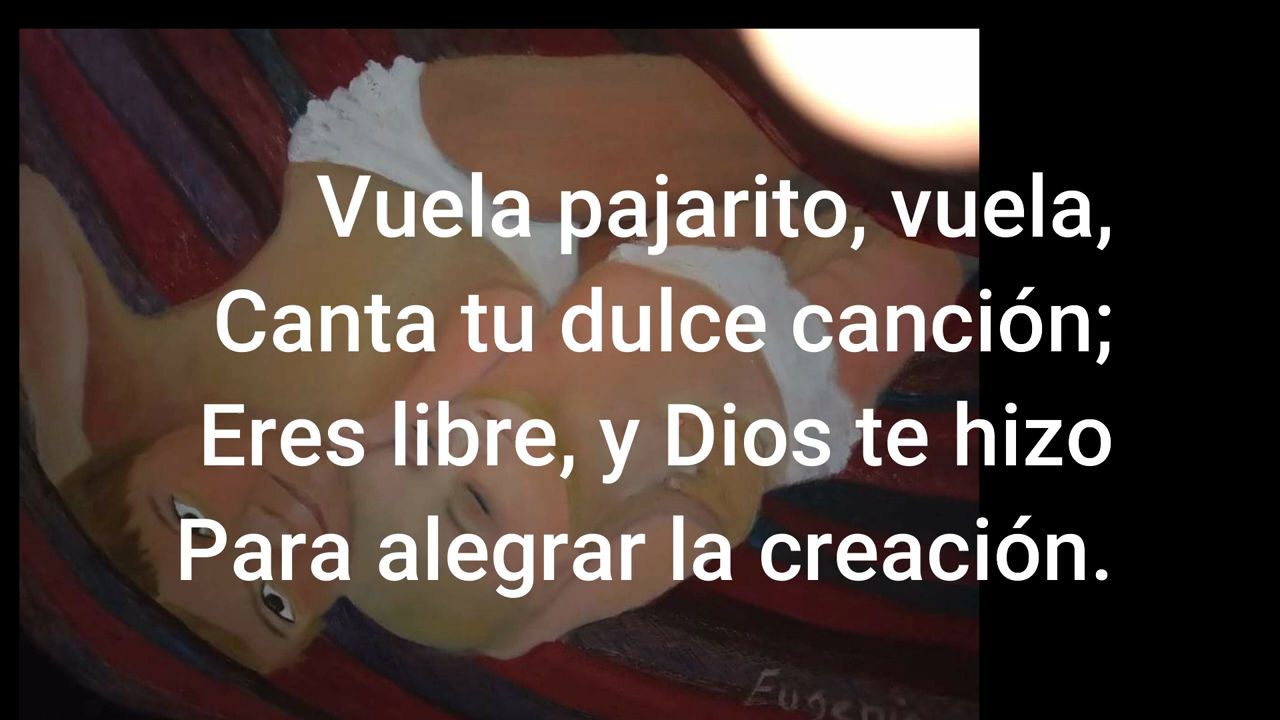 Vuela pajarito, vuela,
Canta tu dulce canción;
Eres libre, y Dios te hizo
Para alegrar la creación.